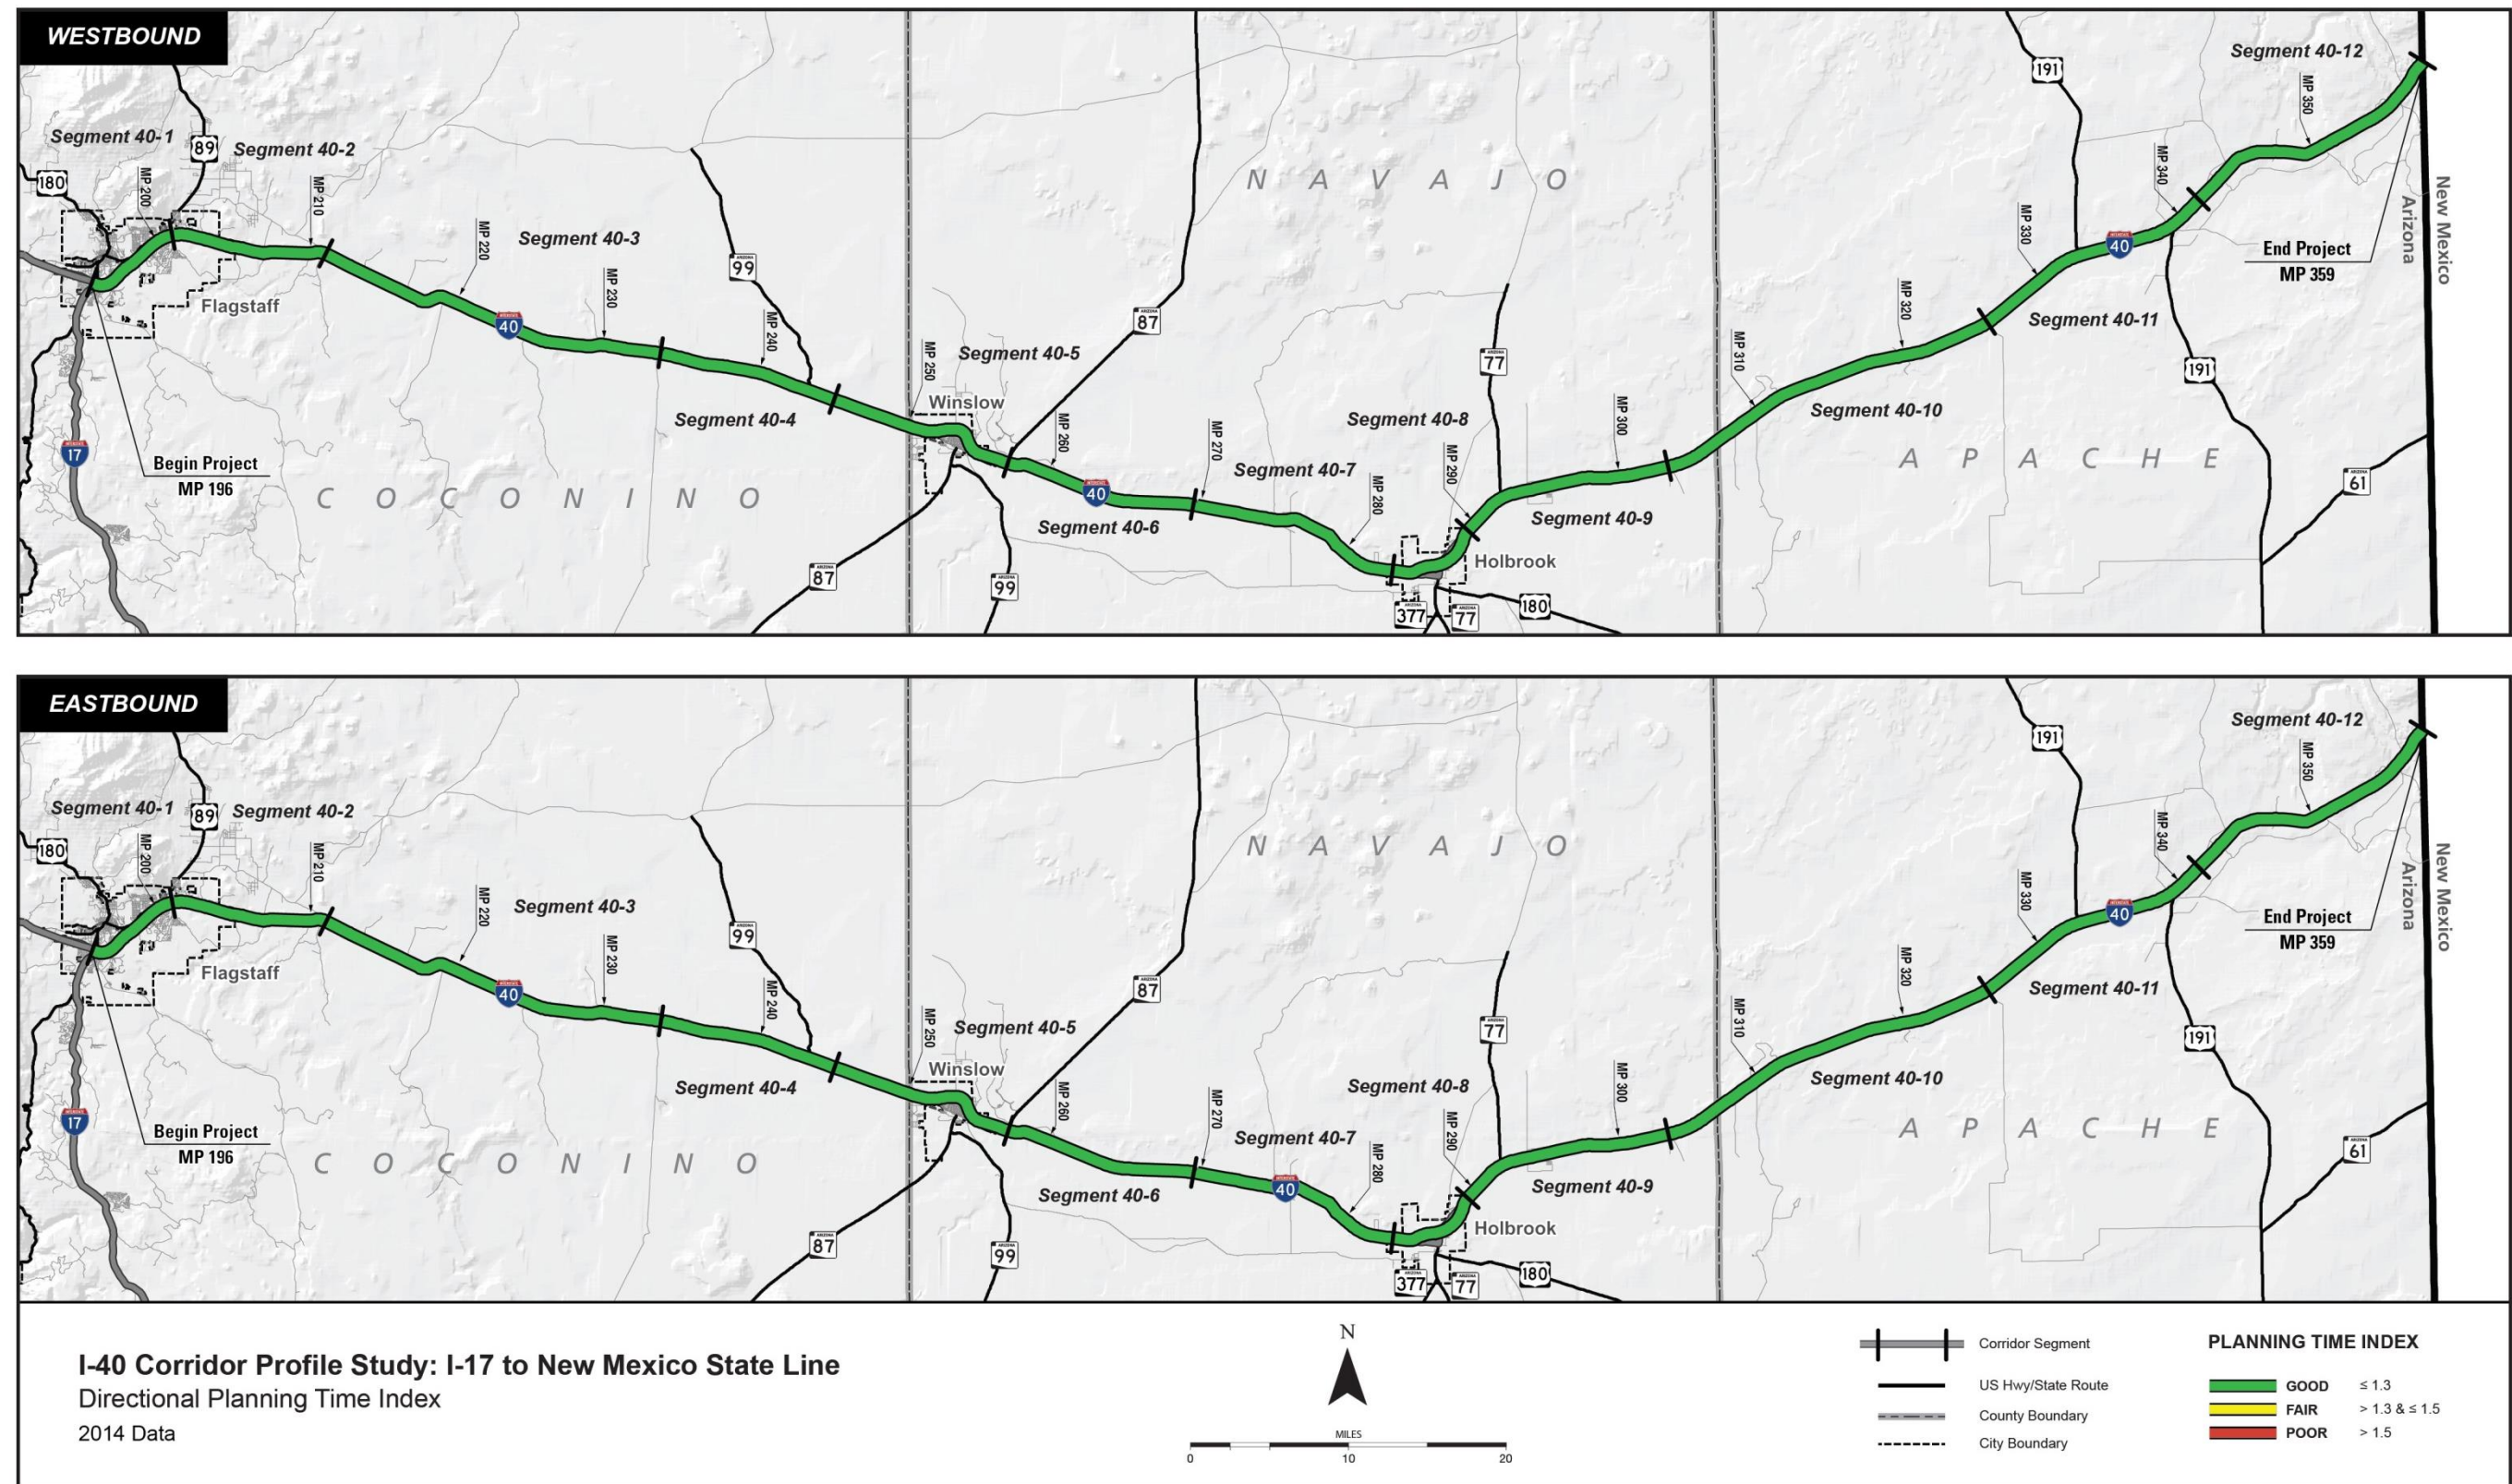 WESTBOUND
Segment 40-12
191
MP 350
Segment 40-1
89
Segment 40-2
MP 340
180
MP 200
MP 210
N A V A J O
New Mexico
Arizona
MP 220
Segment 40-3
MP 330
40
End Project
MP 359
99
MP 230
Flagstaff
MP 320
40
MP 240
87
Segment 40-11
MP 250
Segment 40-5
77
MP 310
191
Winslow
Segment 40-4
MP 260
MP 270
Segment 40-8
MP 300
Segment 40-10
17
Begin Project
MP 196
MP 290
Segment 40-7
A P A C H E
61
C O C O N I N O
40
MP 280
Segment 40-6
Segment 40-9
Holbrook
87
99
377
77
180
EASTBOUND
Segment 40-12
191
MP 350
Segment 40-1
89
Segment 40-2
MP 340
180
MP 200
MP 210
N A V A J O
New Mexico
Arizona
MP 220
Segment 40-3
MP 330
40
End Project
MP 359
99
MP 230
Flagstaff
MP 320
40
MP 240
87
Segment 40-11
MP 250
Segment 40-5
77
MP 310
191
Winslow
Segment 40-4
MP 260
MP 270
Segment 40-8
MP 300
Segment 40-10
17
Begin Project
MP 196
MP 290
Segment 40-7
A P A C H E
61
C O C O N I N O
40
MP 280
Segment 40-6
Segment 40-9
Holbrook
87
99
377
77
180
I-40 Corridor Profile Study: I-17 to New Mexico State Line
Directional Planning Time Index
2014 Data
N
MILES
0 10 20
Corridor Segment
US Hwy/State Route
County Boundary
City Boundary
PLANNING TIME INDEX
GOOD ≤ 1.3
FAIR > 1.3 & ≤ 1.5
POOR > 1.5